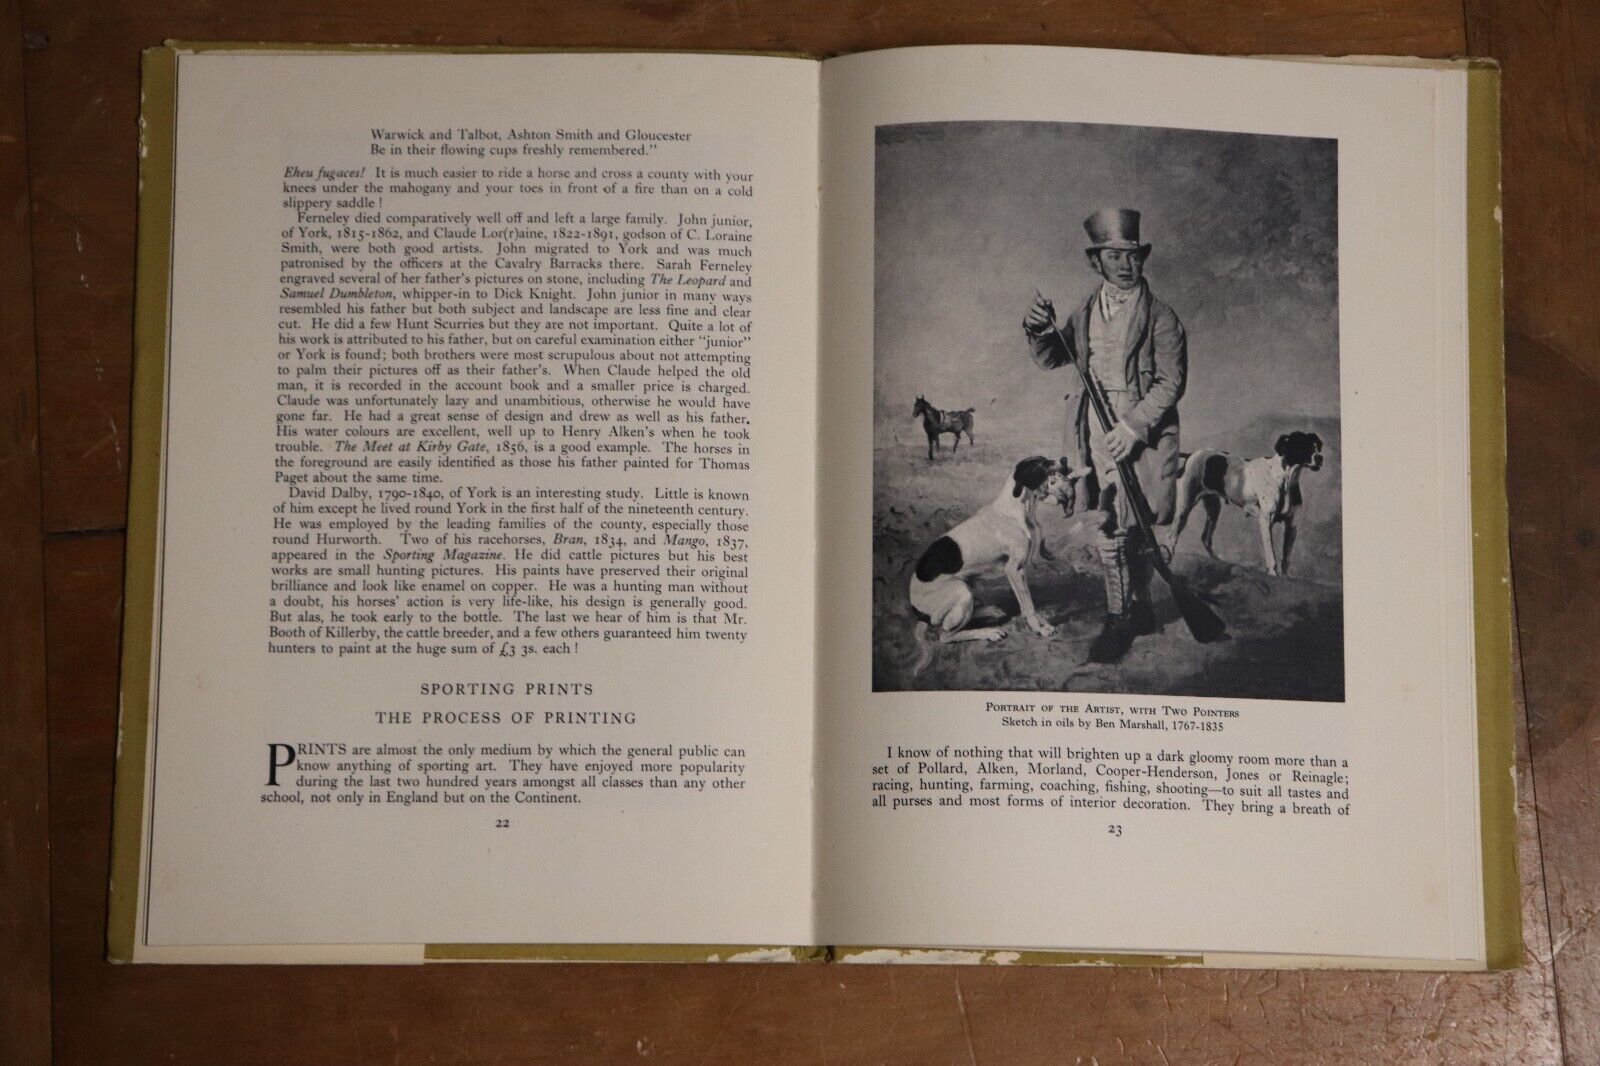 Warwick and Talbot, Ashton Smith and Gloucester
Be in their flowing cups freshly remembered."
Eheu fugaces! It is much easier to ride a horse and cross a county with your
knees under the mahogany and your toes in front of a fire than on a cold
slippery saddle!
Ferneley died comparatively well off and left a large family. John junior,
of York, 1815-1862, and Claude Lor(r)aine, 1822-1891, godson of C. Loraine
Smith, were both good artists. John migrated to York and was much
patronised by the officers at the Cavalry Barracks there. Sarah Ferneley
engraved several of her father's pictures on stone, including The Leopard and
Samuel Dumbleton, whipper-in to Dick Knight. John junior in many ways
resembled his father but both subject and landscape are less fine and clear
cut. He did a few Hunt Scurries but they are not important. Quite a lot of
his work is attributed to his father, but on careful examination either "junior"
or York is found; both brothers were most scrupulous about not attempting
to palm their pictures off as their father's. When Claude helped the old
man, it is recorded in the account book and a smaller price is charged.
Claude was unfortunately lazy and unambitious, otherwise he would have
gone far. He had a great sense of design and drew as well as his father.
His water colours are excellent, well up to Henry Alken's when he took
trouble. The Meet at Kirby Gate, 1856, is a good example. The horses in
the foreground are easily identified as those his father painted for Thomas
Paget about the same time.
David Dalby, 1790-1840, of York is an interesting study. Little is known
of him except he lived round York in the first half of the nineteenth century.
He was employed by the leading families of the county, especially those
round Hurworth. Two of his racehorses, Bran, 1834, and Mango, 1837,
appeared in the Sporting Magazine. He did cattle pictures but his best
works are small hunting pictures. His paints have preserved their original
brilliance and look like enamel on copper. He was a hunting man without
a doubt, his horses' action is very life-like, his design is generally good.
But alas, he took early to the bottle. The last we hear of him is that Mr.
Booth of Killerby, the cattle breeder, and a few others guaranteed him twenty
hunters to paint at the huge sum of £3 3s. each!
SPORTING PRINTS
THE PROCESS OF PRINTING
PRINTS are almost the only medium by which the general public can
know anything of sporting art. They have enjoyed more popularity
during the last two hundred years amongst all classes than any other
school, not only in England but on the Continent.
22
PORTRAIT OF THE ARTIST, WITH TWO POINTERS
Sketch in oils by Ben Marshall, 1767-1835
I know of nothing that will brighten up a dark gloomy room more than a
set of Pollard, Alken, Morland, Cooper-Henderson, Jones or Reinagle;
racing, hunting, farming, coaching, fishing, shooting—to suit all tastes and
all purses and most forms of interior decoration. They bring a breath of
23